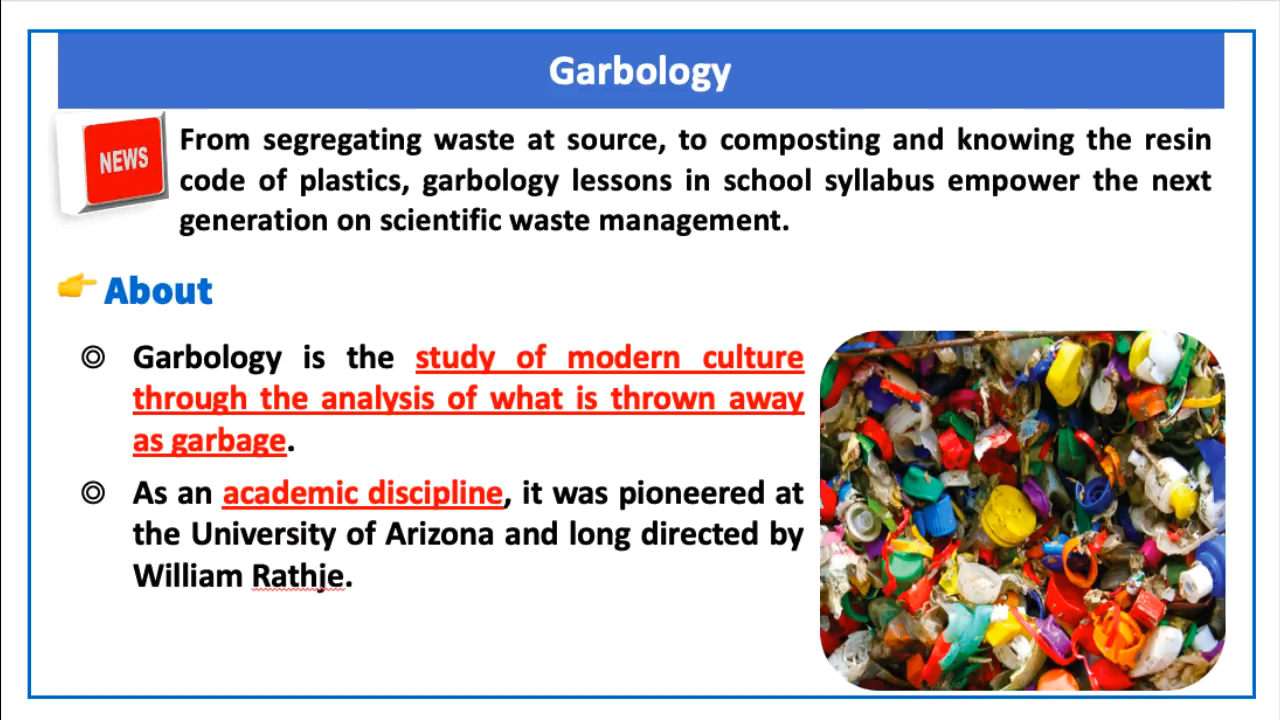 Garbology
NEWS
From segregating waste at source, to composting and knowing the resin
code of plastics, garbology lessons in school syllabus empower the next
generation on scientific waste management.
About
Garbology is the study of modern culture
through the analysis of what is thrown away
as garbage.
As an academic discipline, it was pioneered at
the University of Arizona and long directed by
William Rathje.